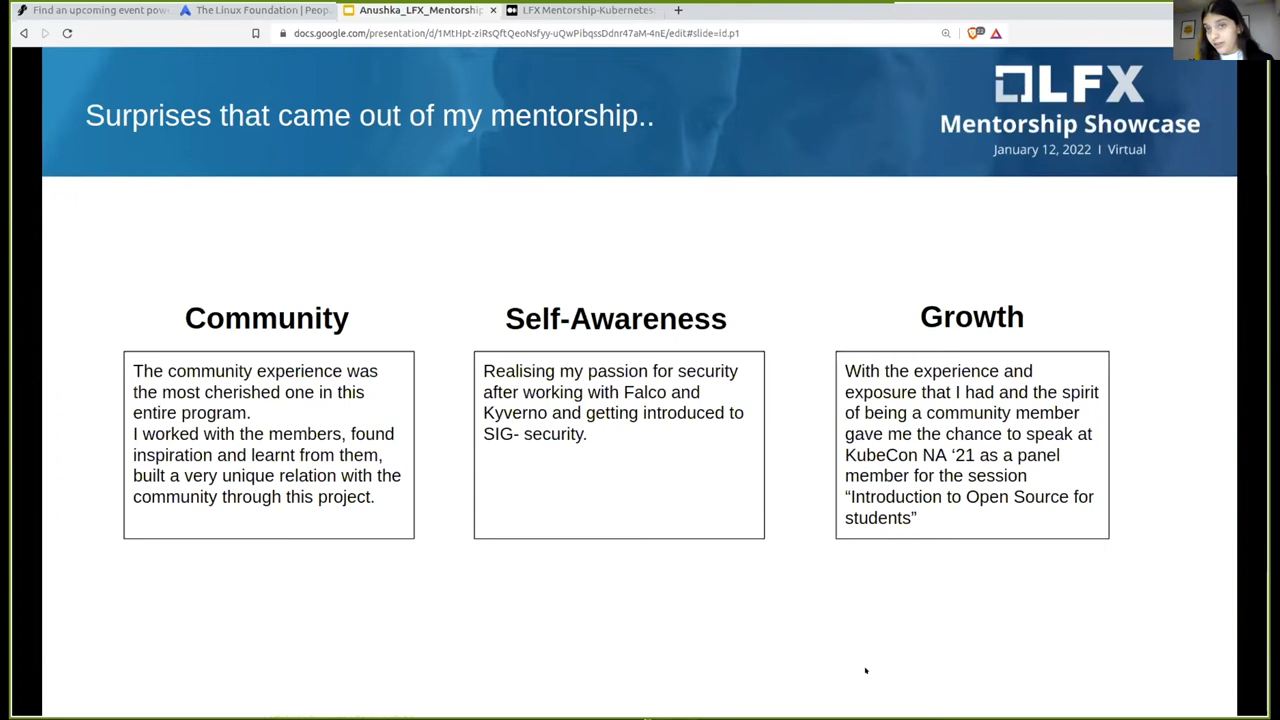 Find an upcoming event pow
The Linux Foundation | Peop
Anushka_LFX_Mentorship
LFX Mentorship-Kubernetes:
docs.google.com/presentation/d/1MtHpt-ziRsQftQeoNsfyy-uQwPibqssDdnr47aM-4nE/edit#slide=id.p1
Surprises that came out of my mentorship..
LFX
Mentorship Showcase
January 12, 2022 | Virtual
Community
The community experience was
the most cherished one in this
entire program.
I worked with the members, found
inspiration and learnt from them,
built a very unique relation with the
community through this project.
Self-Awareness
Realising my passion for security
after working with Falco and
Kyverno and getting introduced to
SIG- security.
Growth
With the experience and
exposure that I had and the spirit
of being a community member
gave me the chance to speak at
KubeCon NA ‘21 as a panel
member for the session
“Introduction to Open Source for
students”